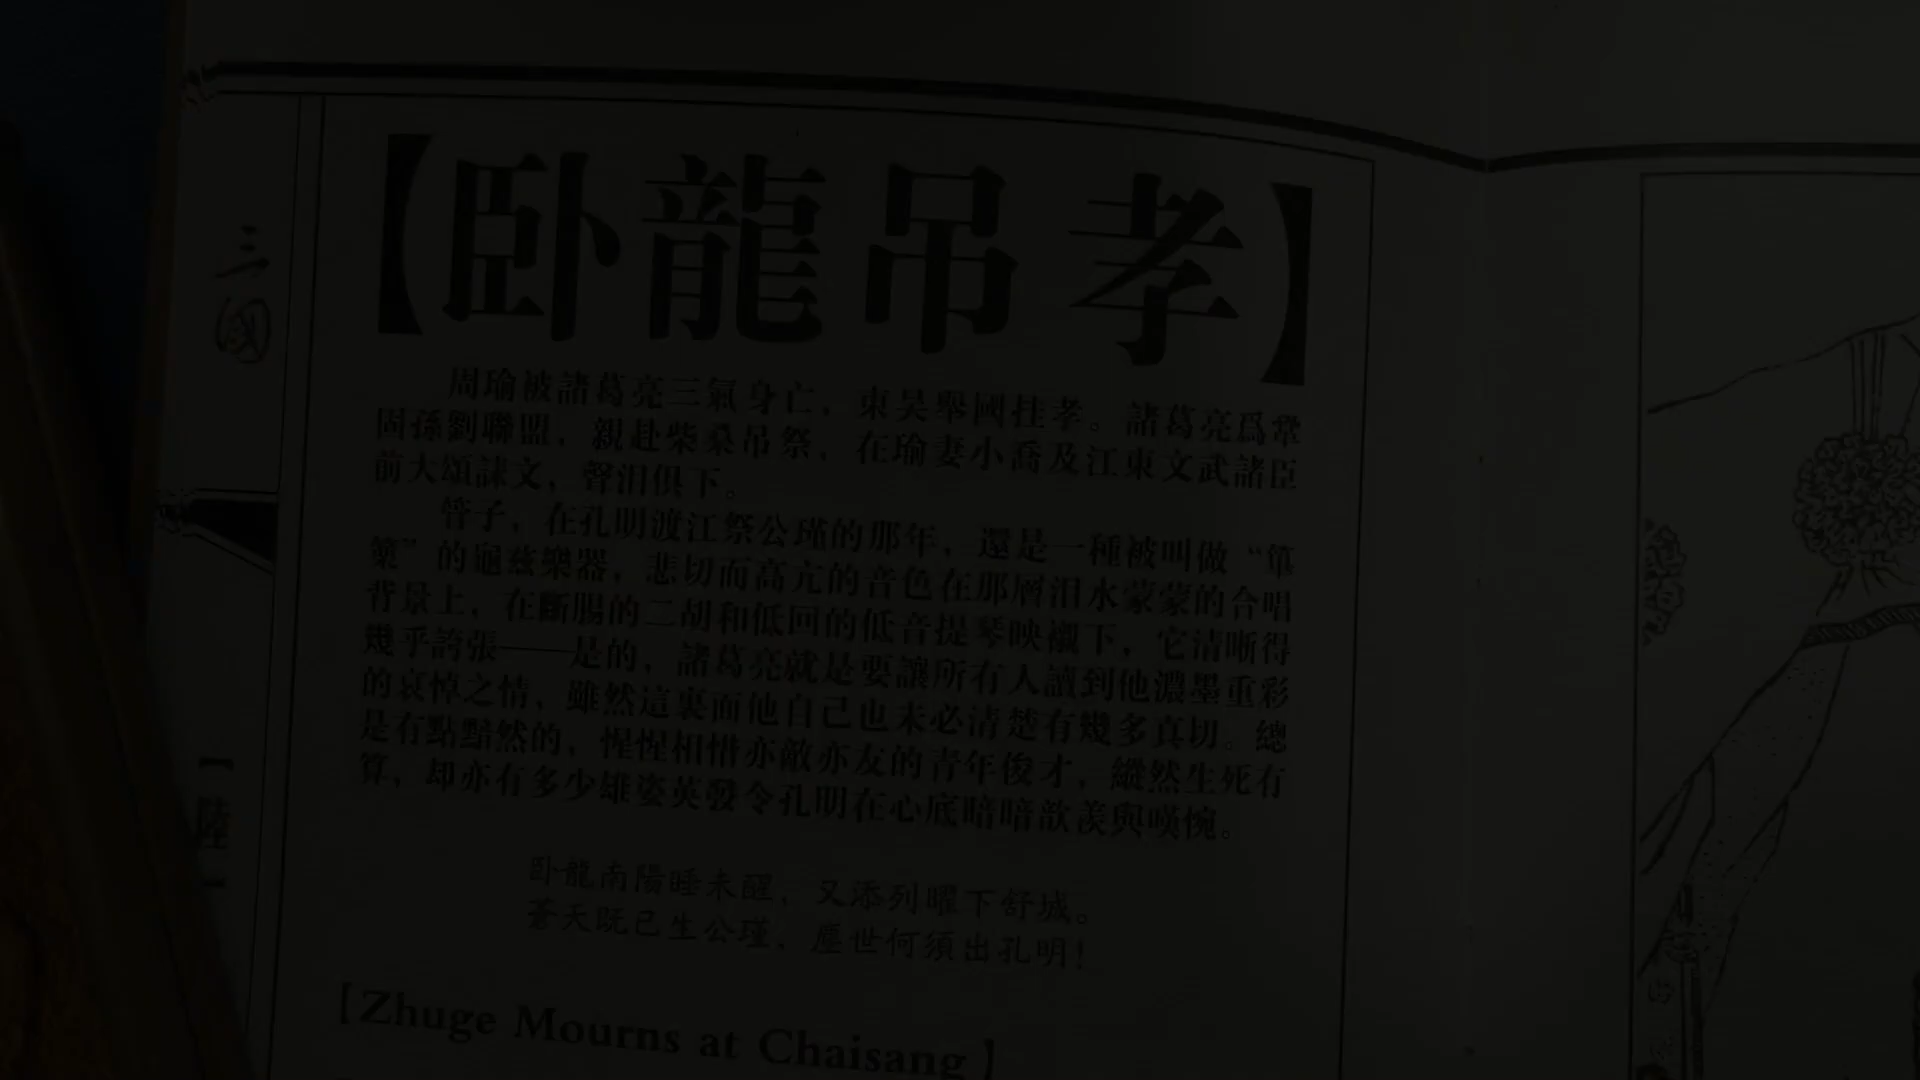 三國
【卧龍吊孝】
周瑜被諸葛亮三氣身亡，東吴舉國挂孝。諸葛亮爲鞏
固孫劉聯盟，親赴柴桑吊祭，在瑜妻小喬及江東文武諸臣
前大頌誄文，聲泪俱下。
管子，在孔明渡江祭公瑾的那年，還是一種被叫做“篳
篥”的龜兹樂器，悲切而高亢的音色在那層泪水蒙蒙的合唱
背景上，在斷腸的二胡和低回的低音提琴映襯下，它清晰得
幾乎誇張——是的，諸葛亮就是要讓所有人讀到他濃墨重彩
的哀悼之情，雖然這裏面他自己也未必清楚有幾多真切。總
是有點黯然的，惺惺相惜亦敵亦友的青年俊才，縱然生死有
算，却亦有多少雄姿英發令孔明在心底暗暗歆羨與嘆惋。
卧龍南陽睡未醒，又添列曜下舒城。
蒼天既已生公瑾，塵世何須出孔明！
[Zhuge Mourns at Chaisang]
【陸】